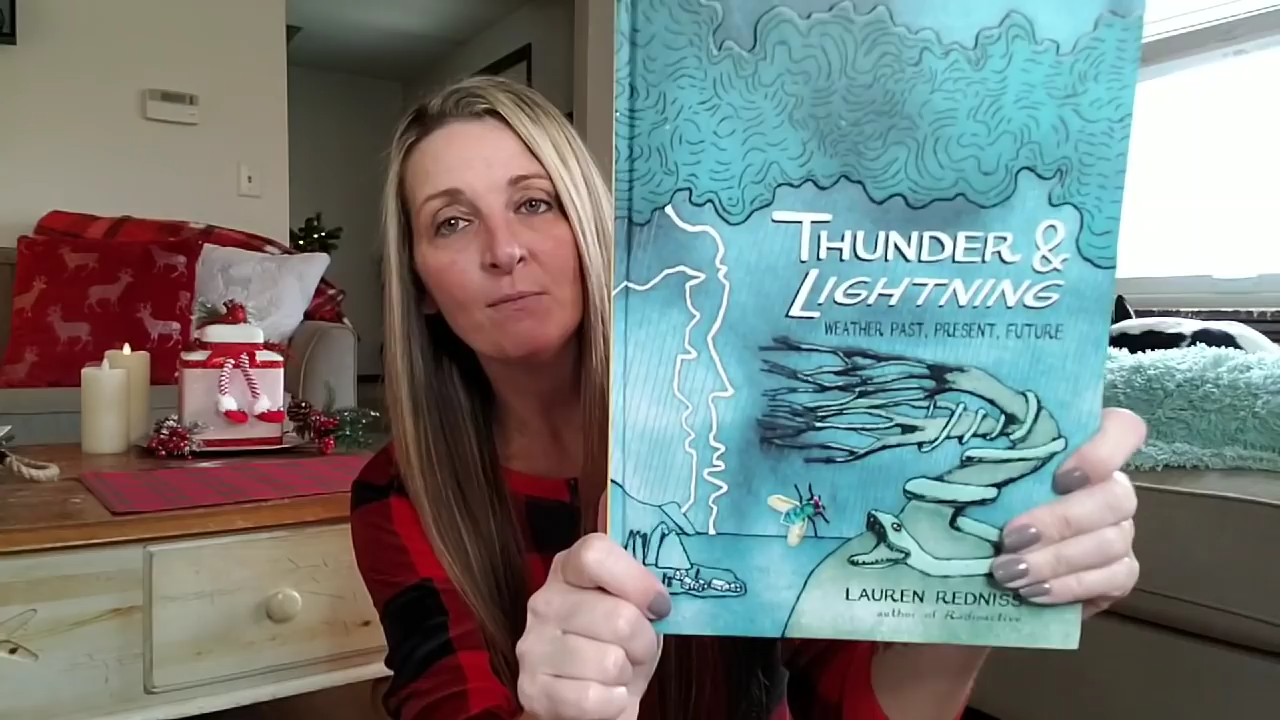 THUNDER &
LIGHTNING
WEATHER PAST, PRESENT, FUTURE
LAUREN REDNISS
author of Radioactive